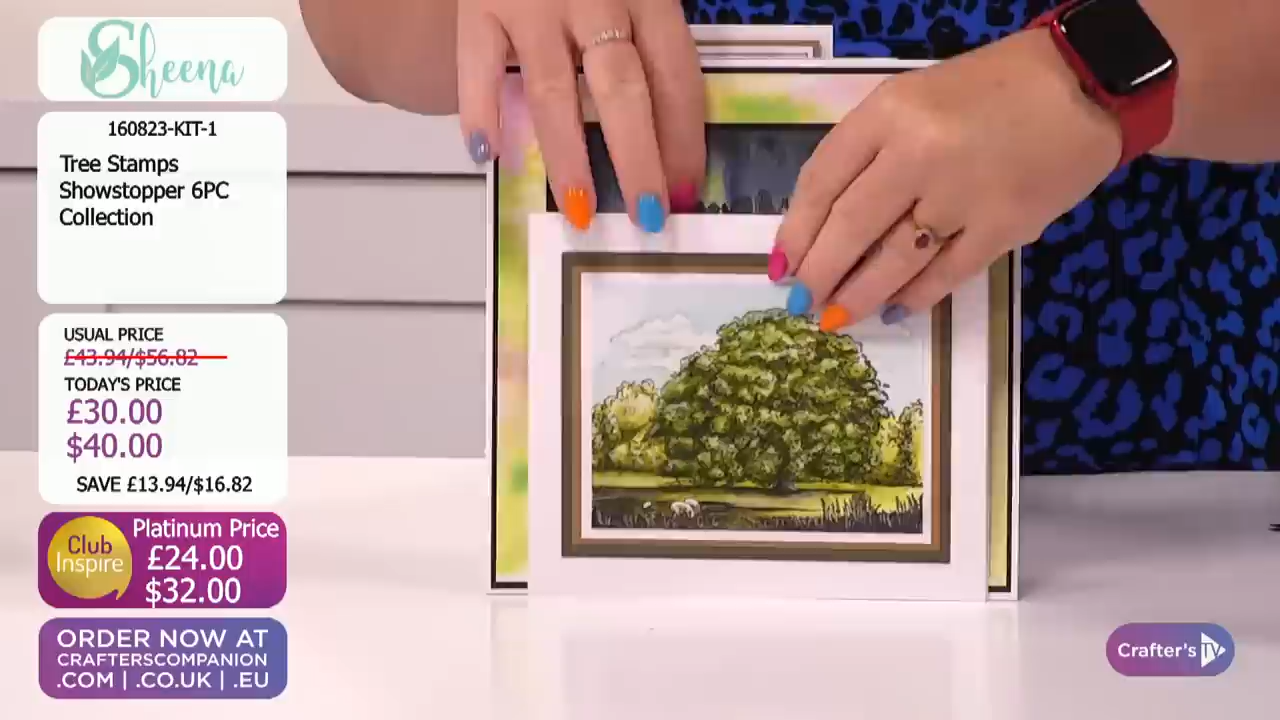 Sheena
160823-KIT-1
Tree Stamps
Showstopper 6PC
Collection
USUAL PRICE
£43.94/$56.82
TODAY'S PRICE
£30.00
$40.00
SAVE £13.94/$16.82
Club
Inspire
Platinum Price
£24.00
$32.00
ORDER NOW AT
CRAFTERSCOMPANION
.COM | .CO.UK | .EU
Crafter's TV